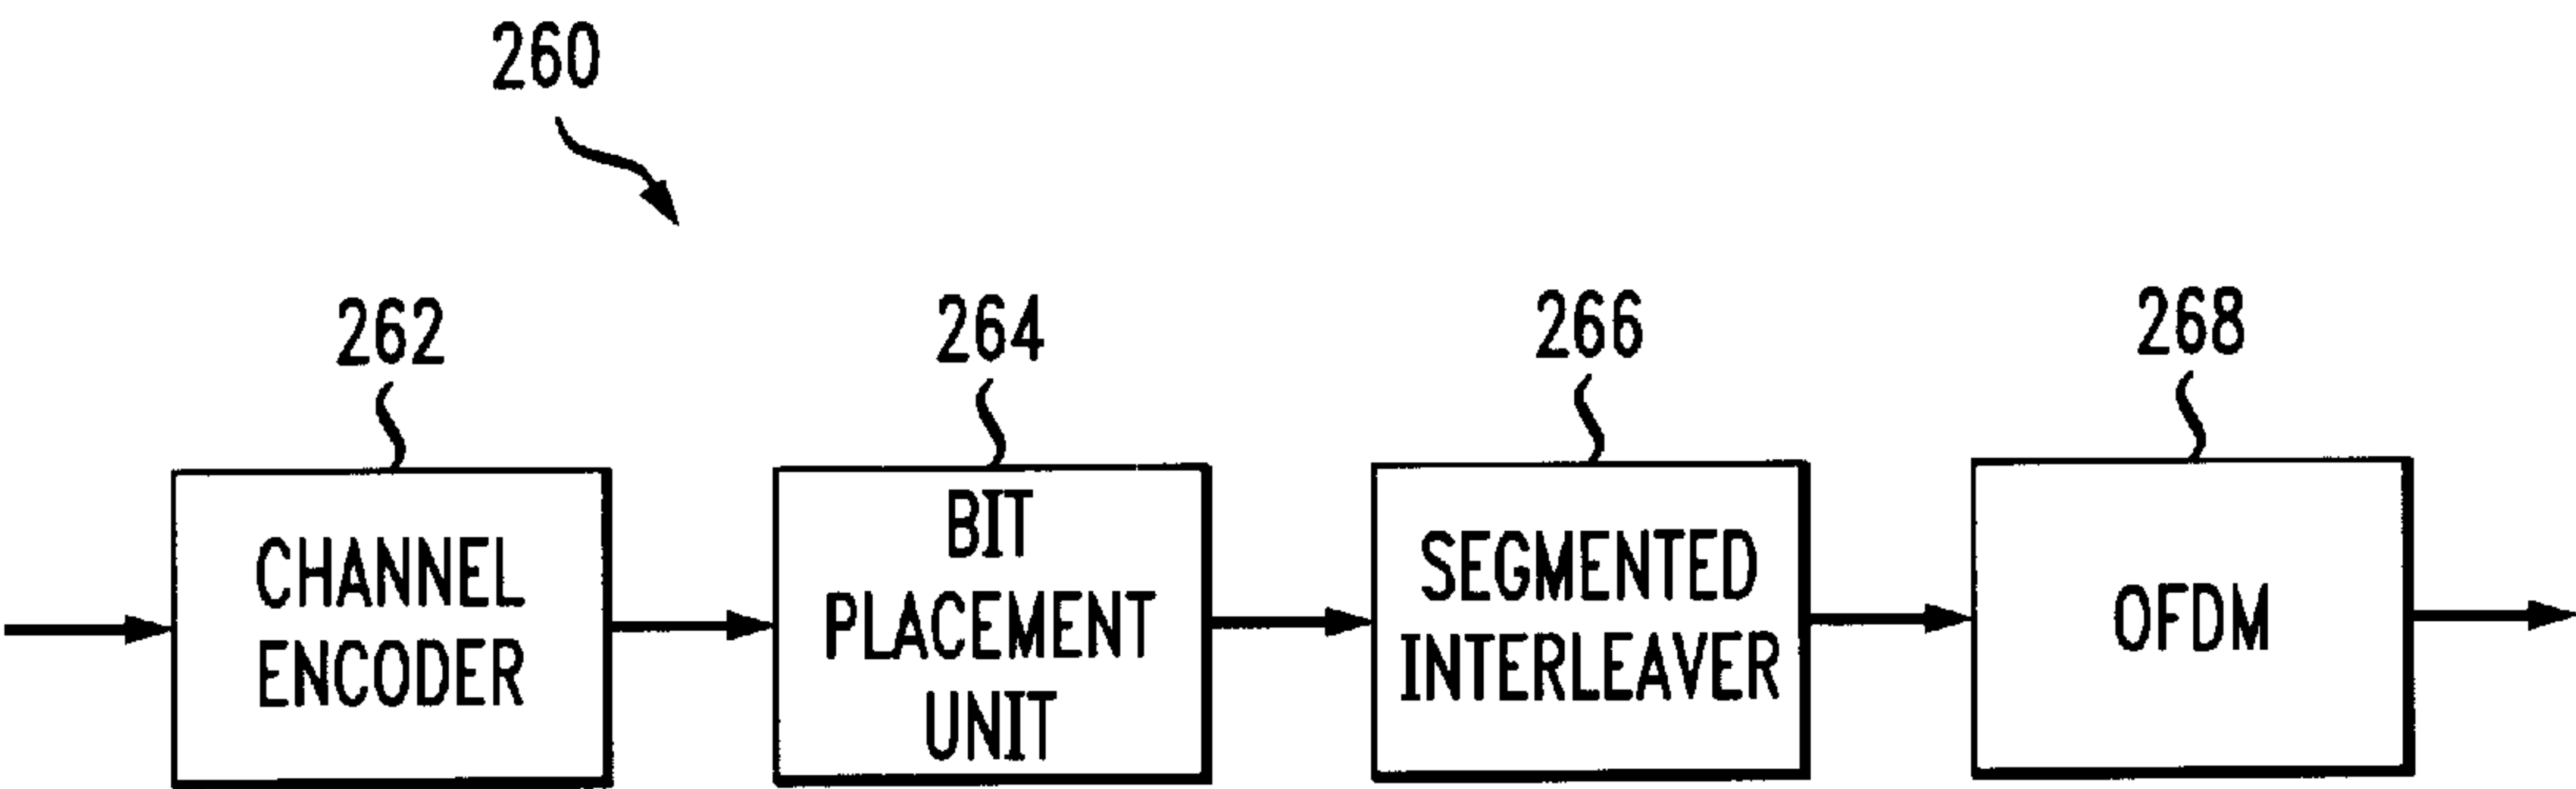 260
262
264
266
268
CHANNEL
ENCODER
BIT
PLACEMENT
UNIT
SEGMENTED
INTERLEAVER
OFDM